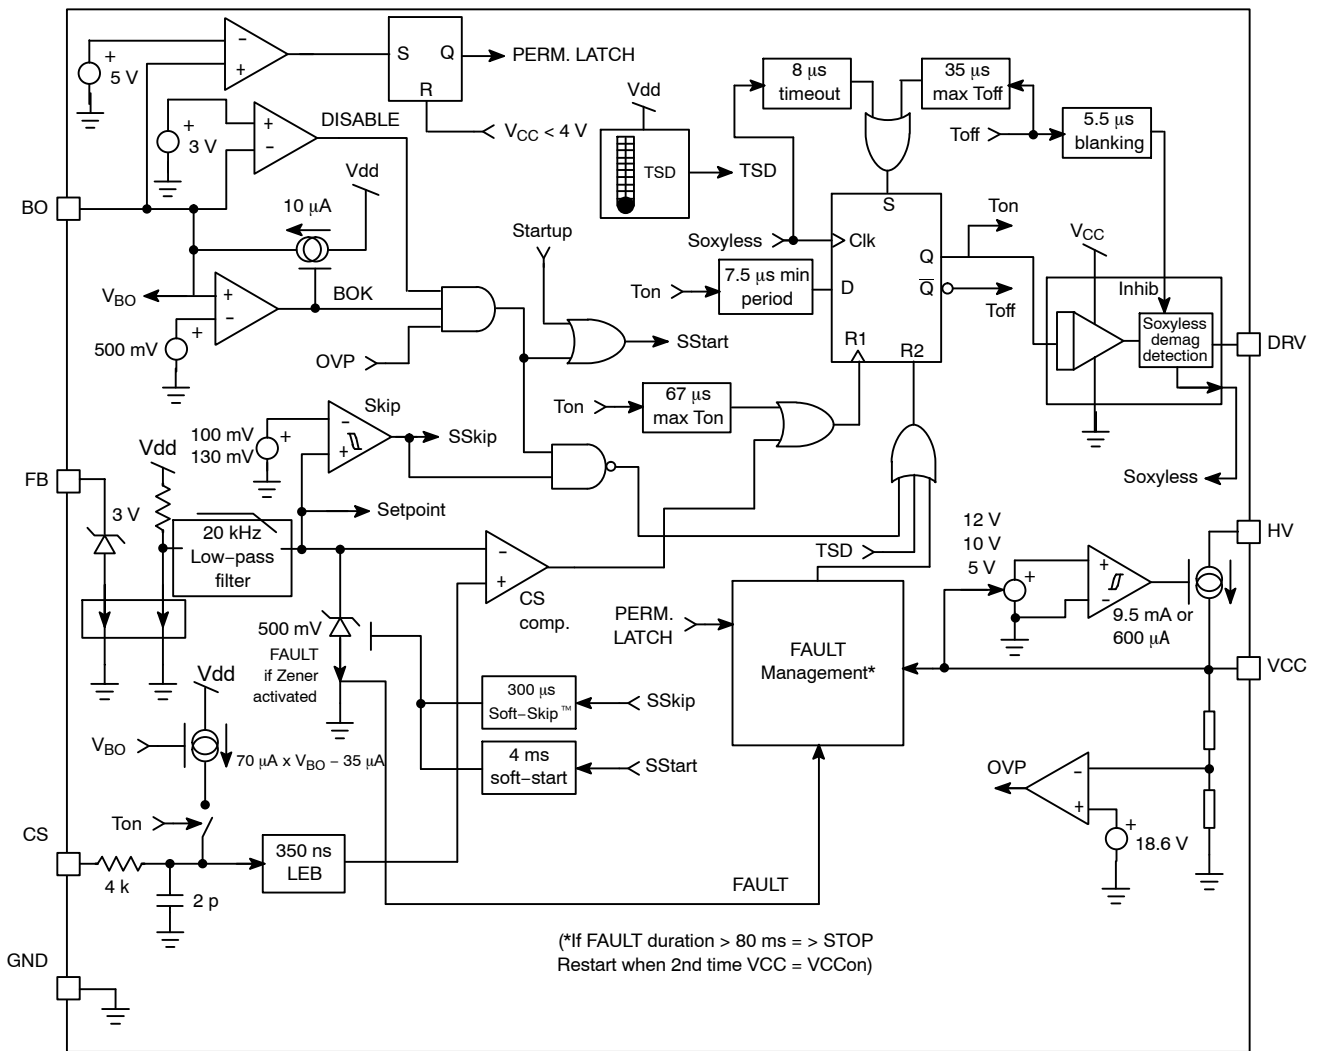 5 V
S
Q
R
PERM. LATCH
V_CC < 4 V
3 V
DISABLE
Vdd
TSD
TSD
8 μs
timeout
35 μs
max Toff
Toff
5.5 μs
blanking
BO
10 μA
Vdd
V_BO
BOK
500 mV
OVP
Startup
SStart
Soxyless
Clk
S
Q
Q̅
D
R1
R2
7.5 μs min
period
Ton
Ton
Toff
V_CC
Inhib
Soxyless
demag
detection
DRV
Soxyless
Ton
67 μs
max Ton
Skip
100 mV
130 mV
SSkip
Vdd
FB
3 V
20 kHz
Low–pass
filter
Setpoint
CS
comp.
TSD
12 V
10 V
5 V
HV
9.5 mA or
600 μA
VCC
500 mV
FAULT
if Zener
activated
PERM.
LATCH
FAULT
Management*
300 μs
Soft–Skip™
SSkip
4 ms
soft–start
SStart
Vdd
V_BO
70 μA x V_BO – 35 μA
Ton
CS
4 k
2 p
350 ns
LEB
FAULT
OVP
18.6 V
GND
(*If FAULT duration > 80 ms = > STOP
Restart when 2nd time VCC = VCCon)